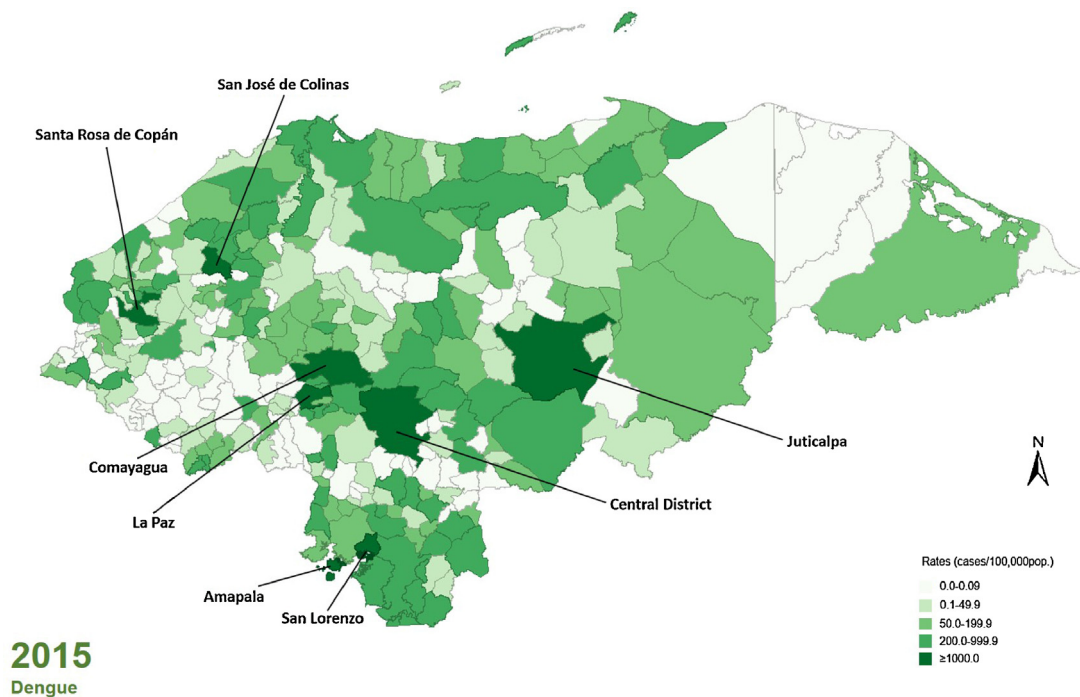 San José de Colinas
Santa Rosa de Copán
Juticalpa
Comayagua
Central District
La Paz
Amapala
San Lorenzo
N
Rates (cases/100,000pop.)
0.0-0.09
0.1-49.9
50.0-199.9
200.0-999.9
≥1000.0
2015
Dengue